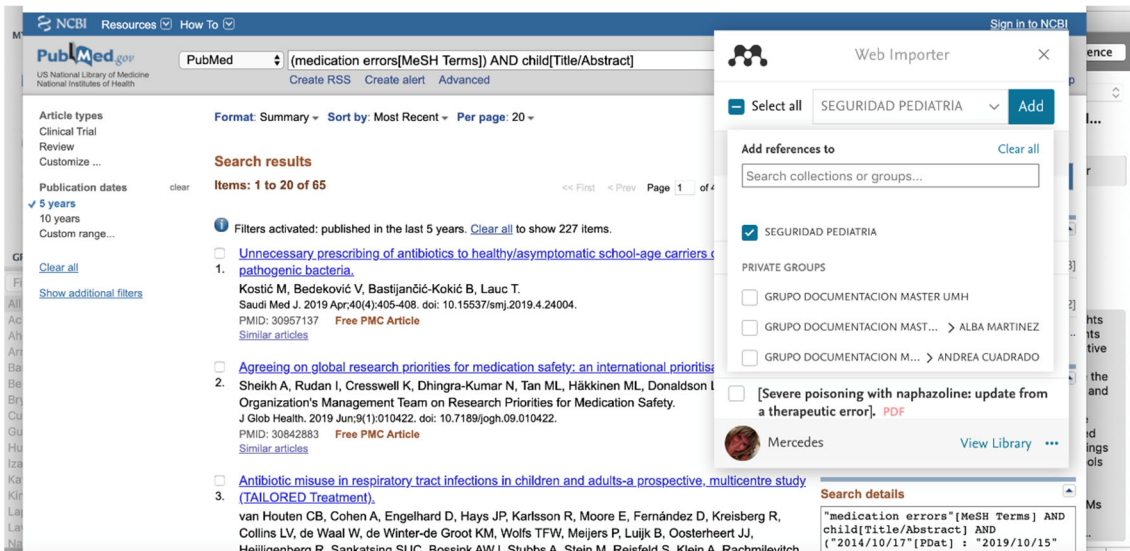 NCBI Resources How To Sign in to NCBI
PubMed.gov
US National Library of Medicine
National Institutes of Health
PubMed (medication errors[MeSH Terms]) AND child[Title/Abstract]
Create RSS Create alert Advanced
Article types
Clinical Trial
Review
Customize ...
Publication dates clear
5 years
10 years
Custom range...
Clear all
Show additional filters
Format: Summary Sort by: Most Recent Per page: 20
Search results
Items: 1 to 20 of 65 << First < Prev Page 1 of 4
Filters activated: published in the last 5 years. Clear all to show 227 items.
Unnecessary prescribing of antibiotics to healthy/asymptomatic school-age carriers
1. pathogenic bacteria.
Kostić M, Bedeković V, Bastijančić-Kokić B, Lauc T.
Saudi Med J. 2019 Apr;40(4):405-408. doi: 10.15537/smj.2019.4.24004.
PMID: 30957137 Free PMC Article
Similar articles
Agreeing on global research priorities for medication safety: an international
2. Sheikh A, Rudan I, Cresswell K, Dhingra-Kumar N, Tan ML, Häkkinen ML, Donaldson
Organization's Management Team on Research Priorities for Medication Safety.
J Glob Health. 2019 Jun;9(1):010422. doi: 10.7189/jogh.09.010422.
PMID: 30842883 Free PMC Article
Similar articles
Antibiotic misuse in respiratory tract infections in children and adults-a prospective, multicentre study
3. (TAILORED Treatment).
van Houten CB, Cohen A, Engelhard D, Hays JP, Karlsson R, Moore E, Fernández D, Kreisberg R,
Collins LV, de Waal W, de Winter-de Groot KM, Wolfs TFW, Meijers P, Luijk B, Oosterheert JJ,
Heijligenberg R, Sankatsing SUC, Bossink AWJ, Stubbs A, Stein M, Reisfeld S, Klein A, Rachmilevitch
Web Importer
Select all SEGURIDAD PEDIATRIA Add
Add references to Clear all
Search collections or groups...
SEGURIDAD PEDIATRIA
PRIVATE GROUPS
GRUPO DOCUMENTACION MASTER UMH
GRUPO DOCUMENTACION MAST... > ALBA MARTINEZ
GRUPO DOCUMENTACION M... > ANDREA CUADRADO
[Severe poisoning with naphazoline: update from
a therapeutic error]. PDF
Mercedes View Library
Search details
"medication errors"[MeSH Terms] AND
child[Title/Abstract] AND
("2014/10/17"[PDat] : "2019/10/15"